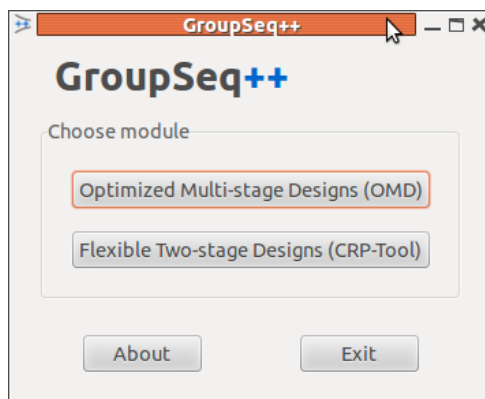 GroupSeq++
GroupSeq++
Choose module
Optimized Multi-stage Designs (OMD)
Flexible Two-stage Designs (CRP-Tool)
About
Exit